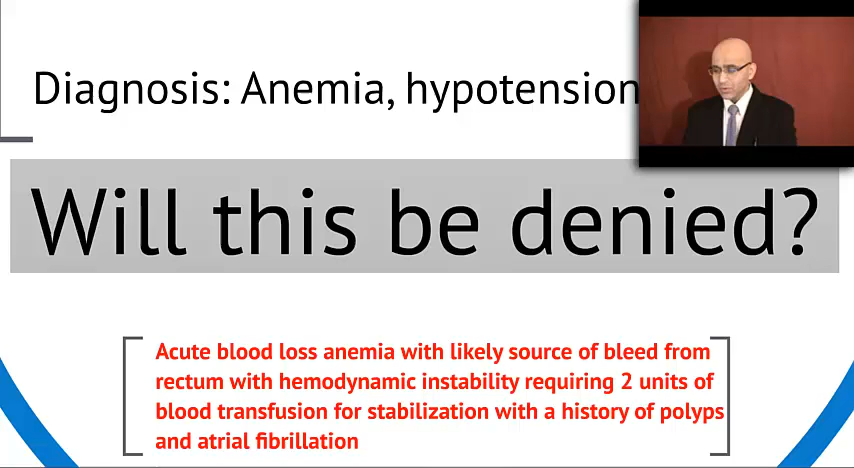 Diagnosis: Anemia, hypotension
Will this be denied?
Acute blood loss anemia with likely source of bleed from
rectum with hemodynamic instability requiring 2 units of
blood transfusion for stabilization with a history of polyps
and atrial fibrillation